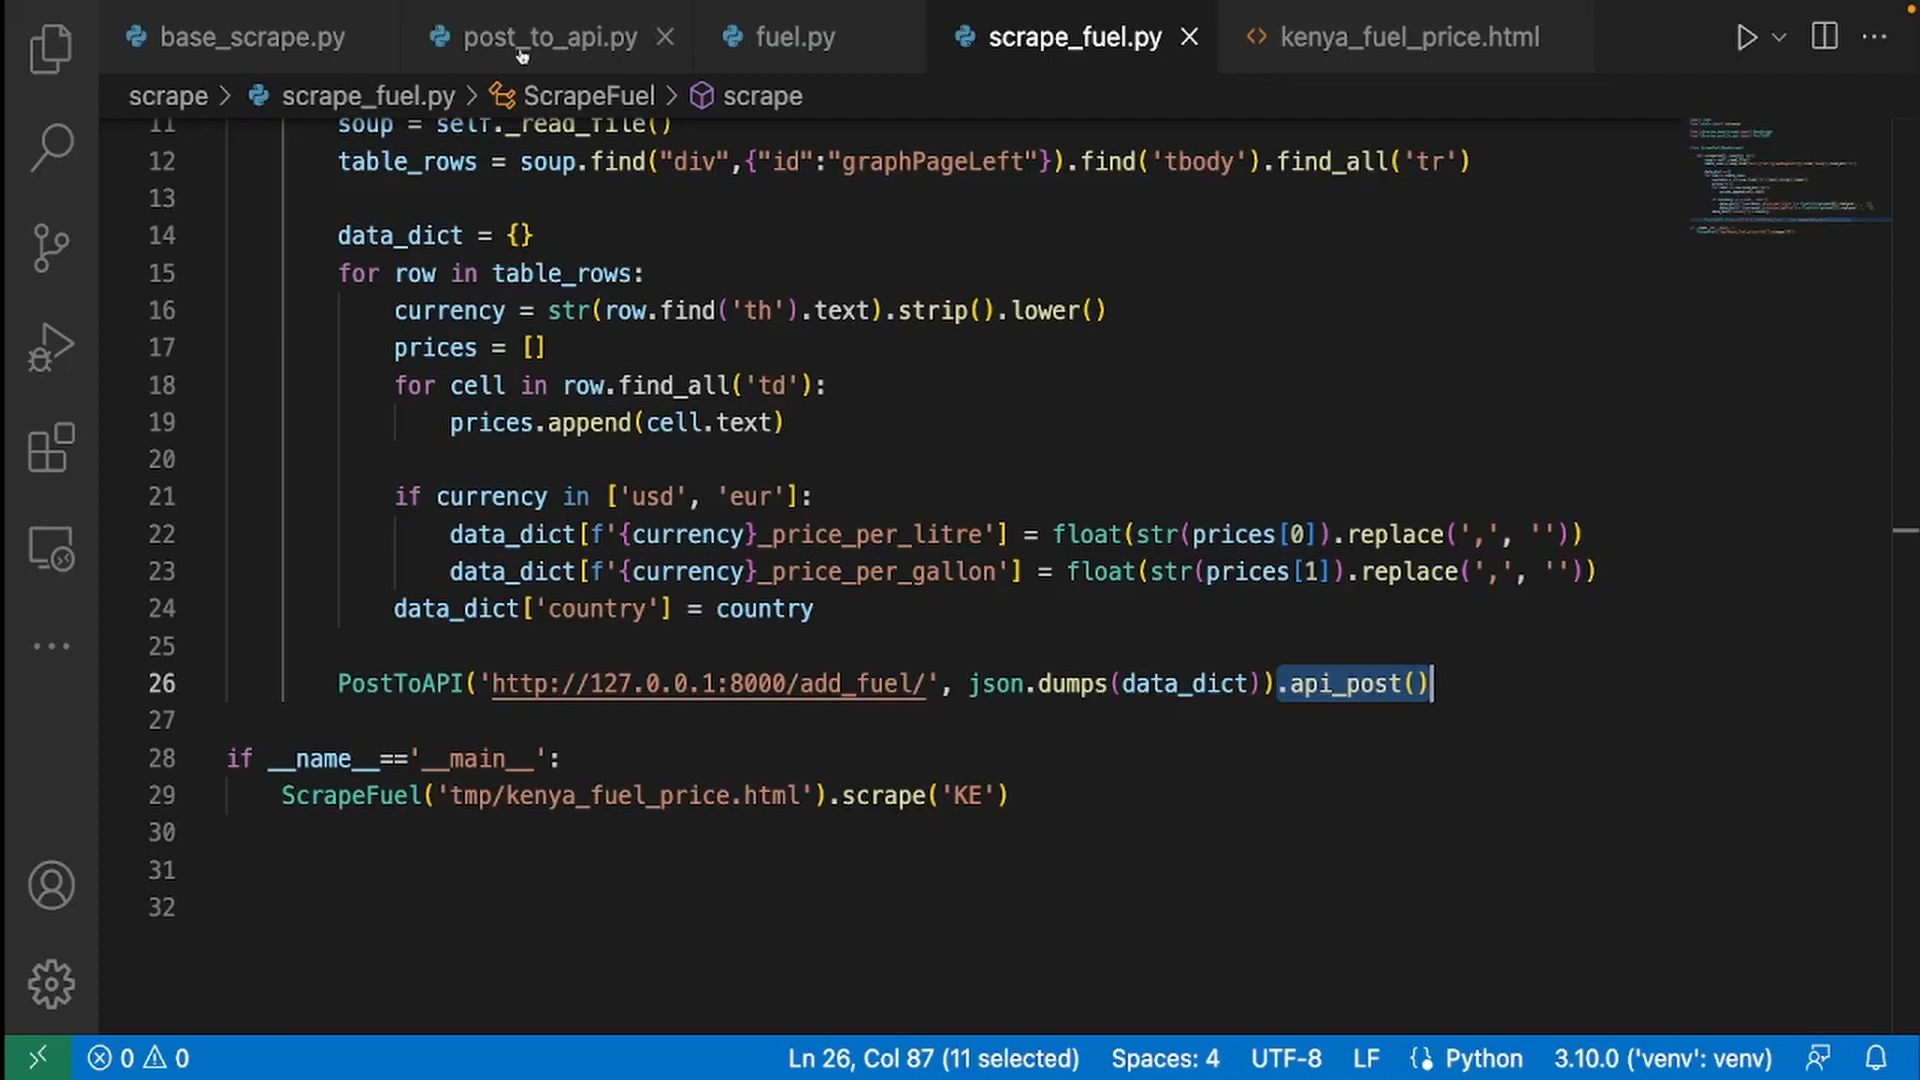 base_scrape.py post_to_api.py fuel.py scrape_fuel.py kenya_fuel_price.html
scrape > scrape_fuel.py > ScrapeFuel > scrape
11 soup = self._read_file()
12 table_rows = soup.find("div",{"id":"graphPageLeft"}).find('tbody').find_all('tr')
13
14 data_dict = {}
15 for row in table_rows:
16 currency = str(row.find('th').text).strip().lower()
17 prices = []
18 for cell in row.find_all('td'):
19 prices.append(cell.text)
20
21 if currency in ['usd', 'eur']:
22 data_dict[f'{currency}_price_per_litre'] = float(str(prices[0]).replace(',', ''))
23 data_dict[f'{currency}_price_per_gallon'] = float(str(prices[1]).replace(',', ''))
24 data_dict['country'] = country
25
26 PostToAPI('http://127.0.0.1:8000/add_fuel/', json.dumps(data_dict)).api_post()
27
28 if __name__=='__main__':
29 ScrapeFuel('tmp/kenya_fuel_price.html').scrape('KE')
30
31
32
0 0 Ln 26, Col 87 (11 selected) Spaces: 4 UTF-8 LF Python 3.10.0 ('venv': venv)